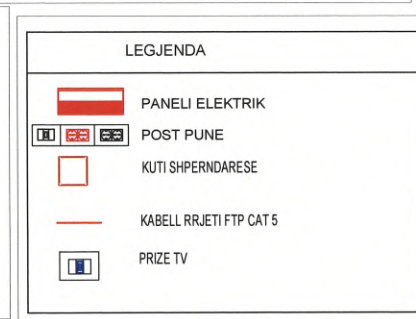 LEGJENDA
PANELI ELEKTRIK
POST PUNE
KUTI SHPERNDARESE
KABELL RRJETI FTP CAT 5
PRIZE TV